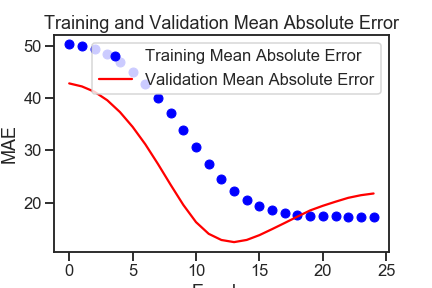 Training and Validation Mean Absolute Error
50
Training Mean Absolute Error
Validation Mean Absolute Error
40
MAE
30
20
0 5 10 15 20 25